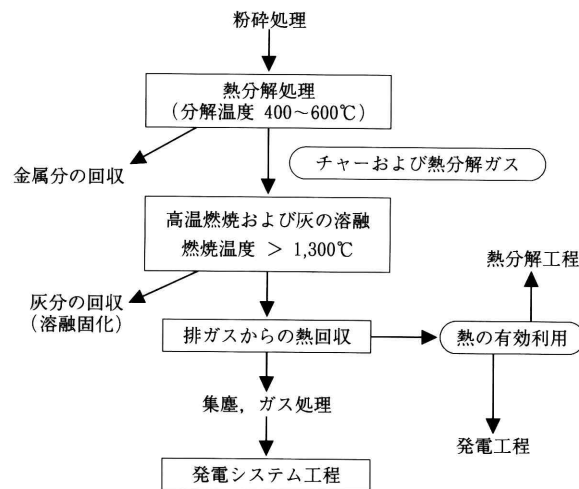 粉砕処理
熱分解処理
(分解温度 400～600℃)
金属分の回収
チャーおよび熱分解ガス
高温燃焼および灰の溶融
燃焼温度 > 1,300℃
熱分解工程
灰分の回収
(溶融固化)
排ガスからの熱回収
熱の有効利用
集塵，ガス処理
発電工程
発電システム工程